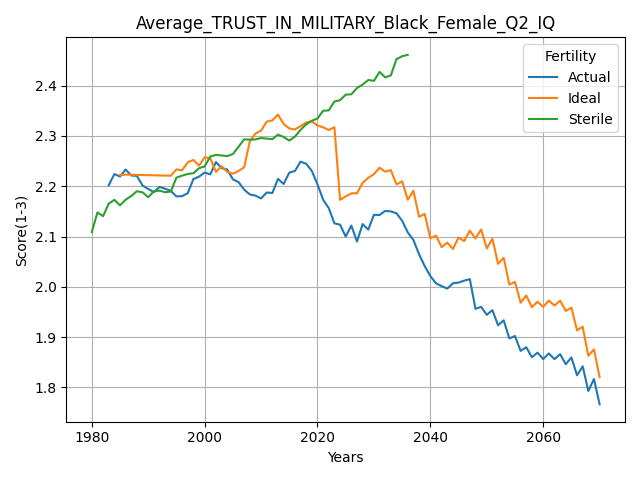 Average_TRUST_IN_MILITARY_Black_Female_Q2_IQ
Fertility
Actual
Ideal
Sterile
Score(1-3)
2.4
2.3
2.2
2.1
2.0
1.9
1.8
1980
2000
2020
2040
2060
Years